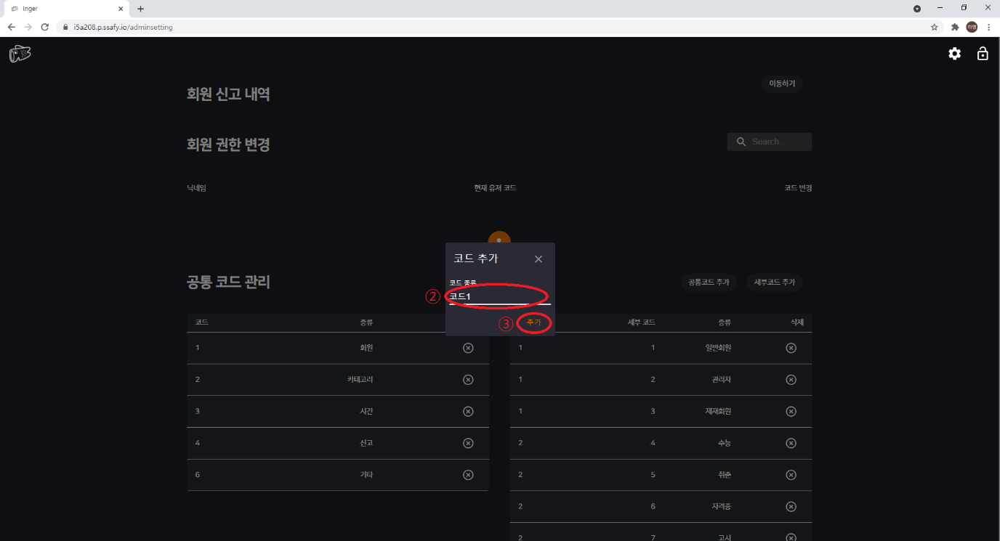 Inger
i5a208.p.ssafy.io/adminsetting
하영
회원 신고 내역
이동하기
회원 권한 변경
Search...
닉네임 현재 유저 코드 코드 변경
코드 추가
코드 종류
② 코드1
③ 추가
공통 코드 관리
공통코드 추가 세부코드 추가
코드 종류
1 회원
2 카테고리
3 시간
4 신고
6 기타
세부 코드 종류 삭제
1 1 일반회원
1 2 관리자
1 3 제재회원
2 4 수능
2 5 취준
2 6 자격증
2 7 고시